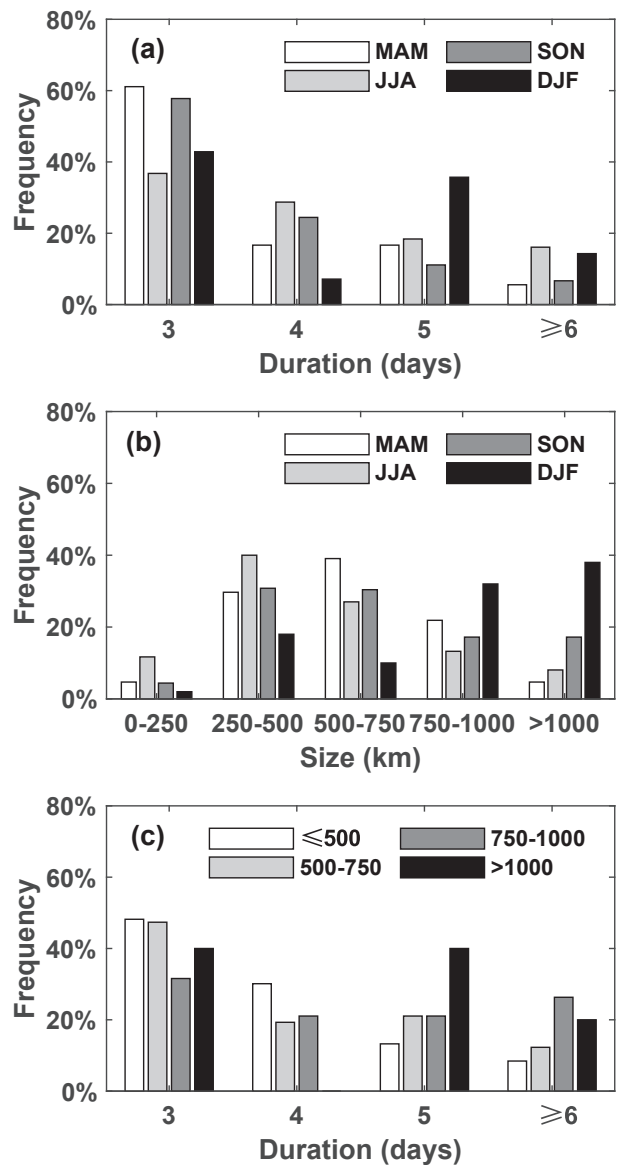 80%
(a)
MAM
SON
JJA
DJF
60%
40%
20%
0%
Frequency
3
4
5
⩾6
Duration (days)
80%
(b)
MAM
SON
JJA
DJF
60%
40%
20%
0%
Frequency
0-250
250-500
500-750
750-1000
>1000
Size (km)
80%
(c)
⩽500
750-1000
500-750
>1000
60%
40%
20%
0%
Frequency
3
4
5
⩾6
Duration (days)